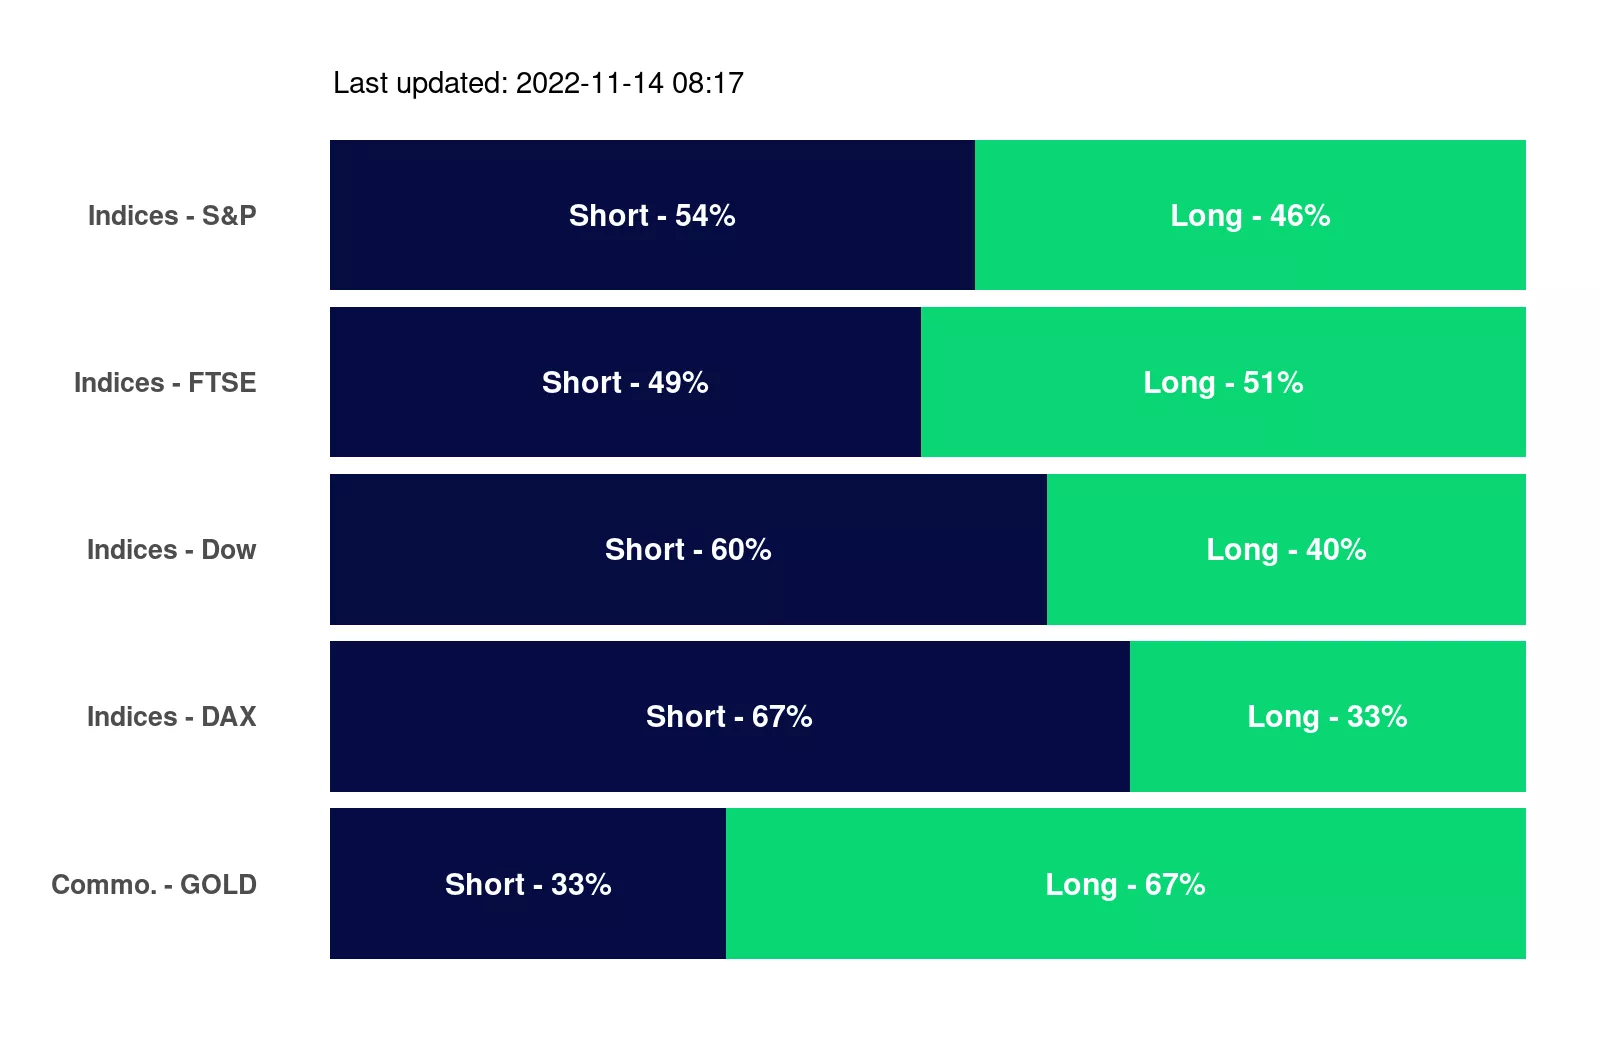 Last updated: 2022-11-14 08:17
Indices - S&P Short - 54% Long - 46%
Indices - FTSE Short - 49% Long - 51%
Indices - Dow Short - 60% Long - 40%
Indices - DAX Short - 67% Long - 33%
Commo. - GOLD Short - 33% Long - 67%